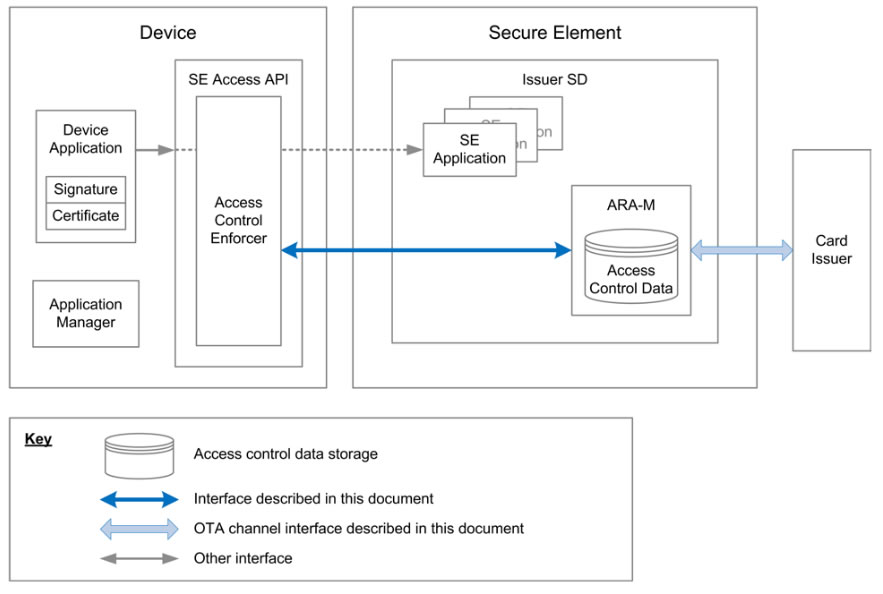 Device
Secure Element
SE Access API
Issuer SD
Device
Application
Signature
Certificate
SE
Application
Access
Control
Enforcer
ARA-M
Access
Control Data
Card
Issuer
Application
Manager
Key
Access control data storage
Interface described in this document
OTA channel interface described in this document
Other interface